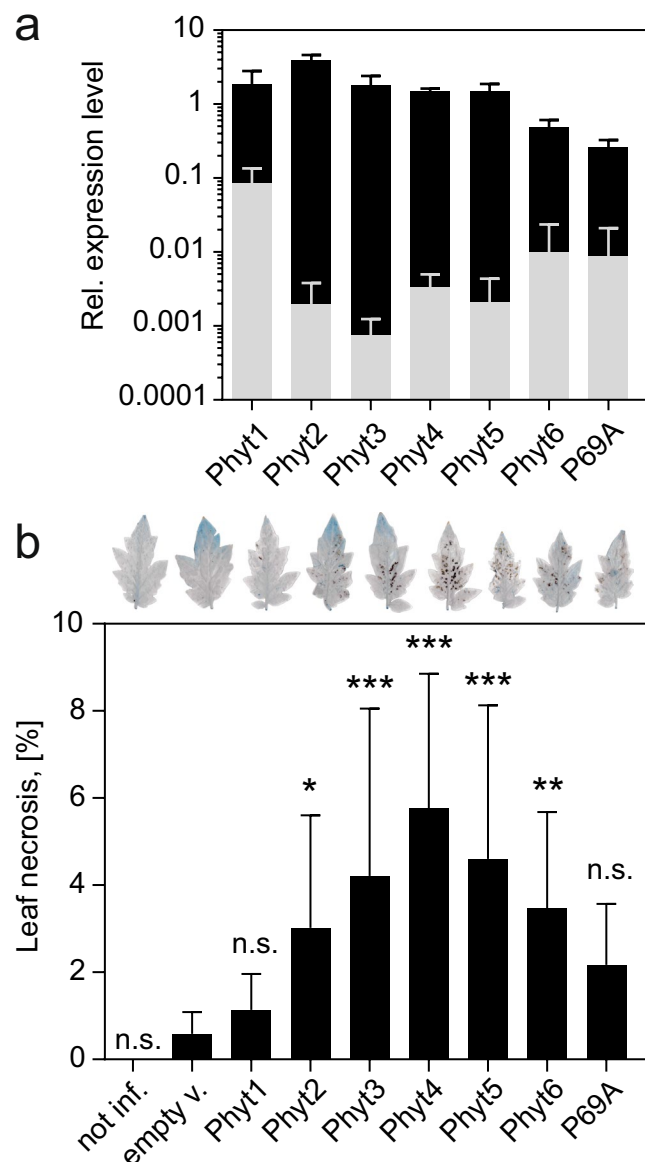 a
Rel. expression level
10
1
0.1
0.01
0.001
0.0001
Phyt1 Phyt2 Phyt3 Phyt4 Phyt5 Phyt6 P69A
b
Leaf necrosis, [%]
10
8
6
4
2
0
n.s. n.s. * *** *** *** ** n.s.
not inf. empty v. Phyt1 Phyt2 Phyt3 Phyt4 Phyt5 Phyt6 P69A